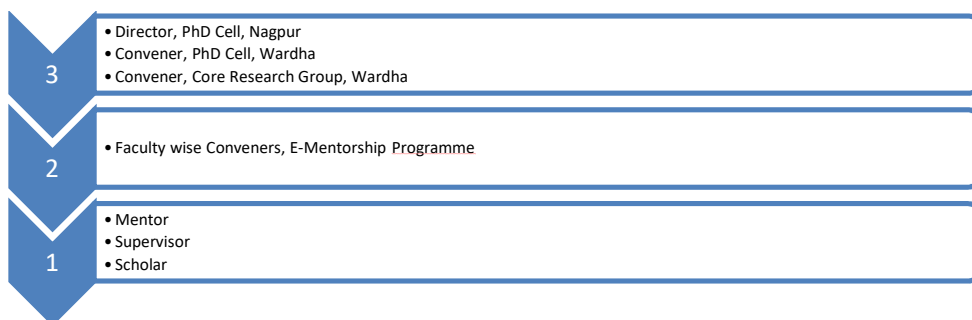 3
• Director, PhD Cell, Nagpur
• Convener, PhD Cell, Wardha
• Convener, Core Research Group, Wardha
2
• Faculty wise Conveners, E-Mentorship Programme
1
• Mentor
• Supervisor
• Scholar